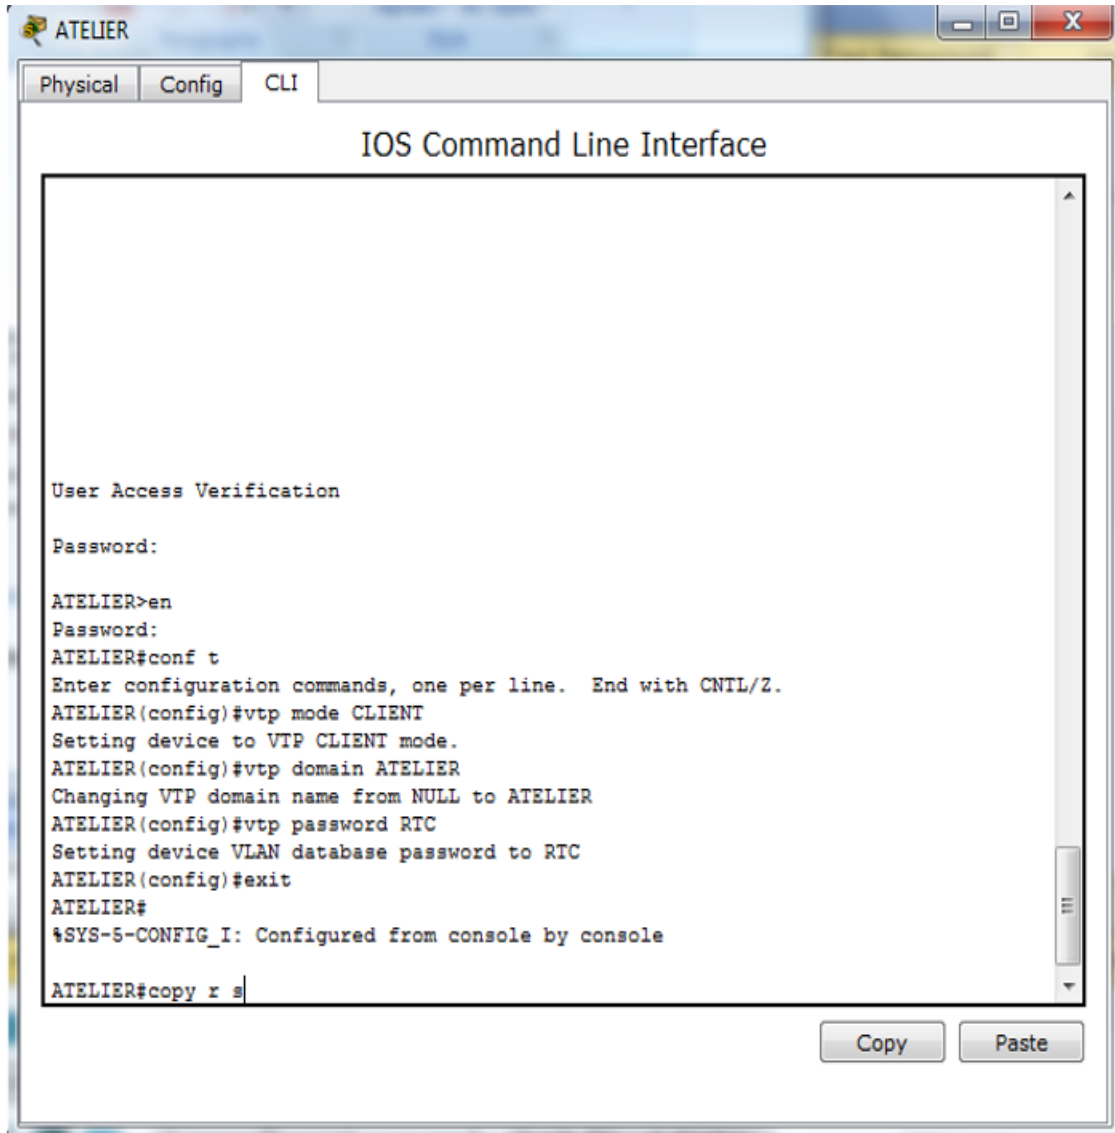 ATELIER
Physical Config CLI
IOS Command Line Interface
User Access Verification
Password:
ATELIER>en
Password:
ATELIER#conf t
Enter configuration commands, one per line.  End with CNTL/Z.
ATELIER(config)#vtp mode CLIENT
Setting device to VTP CLIENT mode.
ATELIER(config)#vtp domain ATELIER
Changing VTP domain name from NULL to ATELIER
ATELIER(config)#vtp password RTC
Setting device VLAN database password to RTC
ATELIER(config)#exit
ATELIER#
%SYS-5-CONFIG_I: Configured from console by console
ATELIER#copy r s
Copy Paste